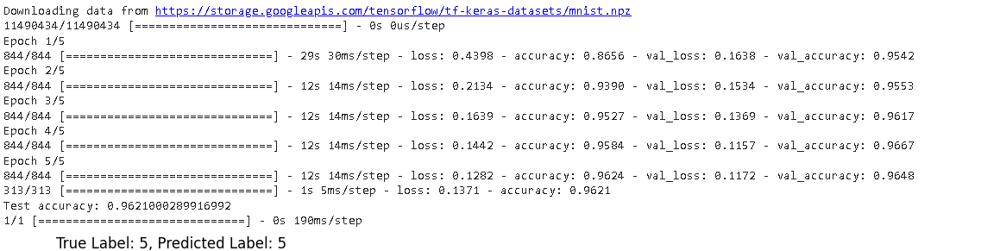 Downloading data from https://storage.googleapis.com/tensorflow/tf-keras-datasets/mnist.npz
11490434/11490434 [==============================] - 0s 0us/step
Epoch 1/5
844/844 [==============================] - 29s 30ms/step - loss: 0.4398 - accuracy: 0.8656 - val_loss: 0.1638 - val_accuracy: 0.9542
Epoch 2/5
844/844 [==============================] - 12s 14ms/step - loss: 0.2134 - accuracy: 0.9390 - val_loss: 0.1534 - val_accuracy: 0.9553
Epoch 3/5
844/844 [==============================] - 12s 14ms/step - loss: 0.1639 - accuracy: 0.9527 - val_loss: 0.1369 - val_accuracy: 0.9617
Epoch 4/5
844/844 [==============================] - 12s 14ms/step - loss: 0.1442 - accuracy: 0.9584 - val_loss: 0.1157 - val_accuracy: 0.9667
Epoch 5/5
844/844 [==============================] - 12s 14ms/step - loss: 0.1282 - accuracy: 0.9624 - val_loss: 0.1172 - val_accuracy: 0.9648
313/313 [==============================] - 1s 5ms/step - loss: 0.1371 - accuracy: 0.9621
Test accuracy: 0.9621000289916992
1/1 [==============================] - 0s 190ms/step
True Label: 5, Predicted Label: 5